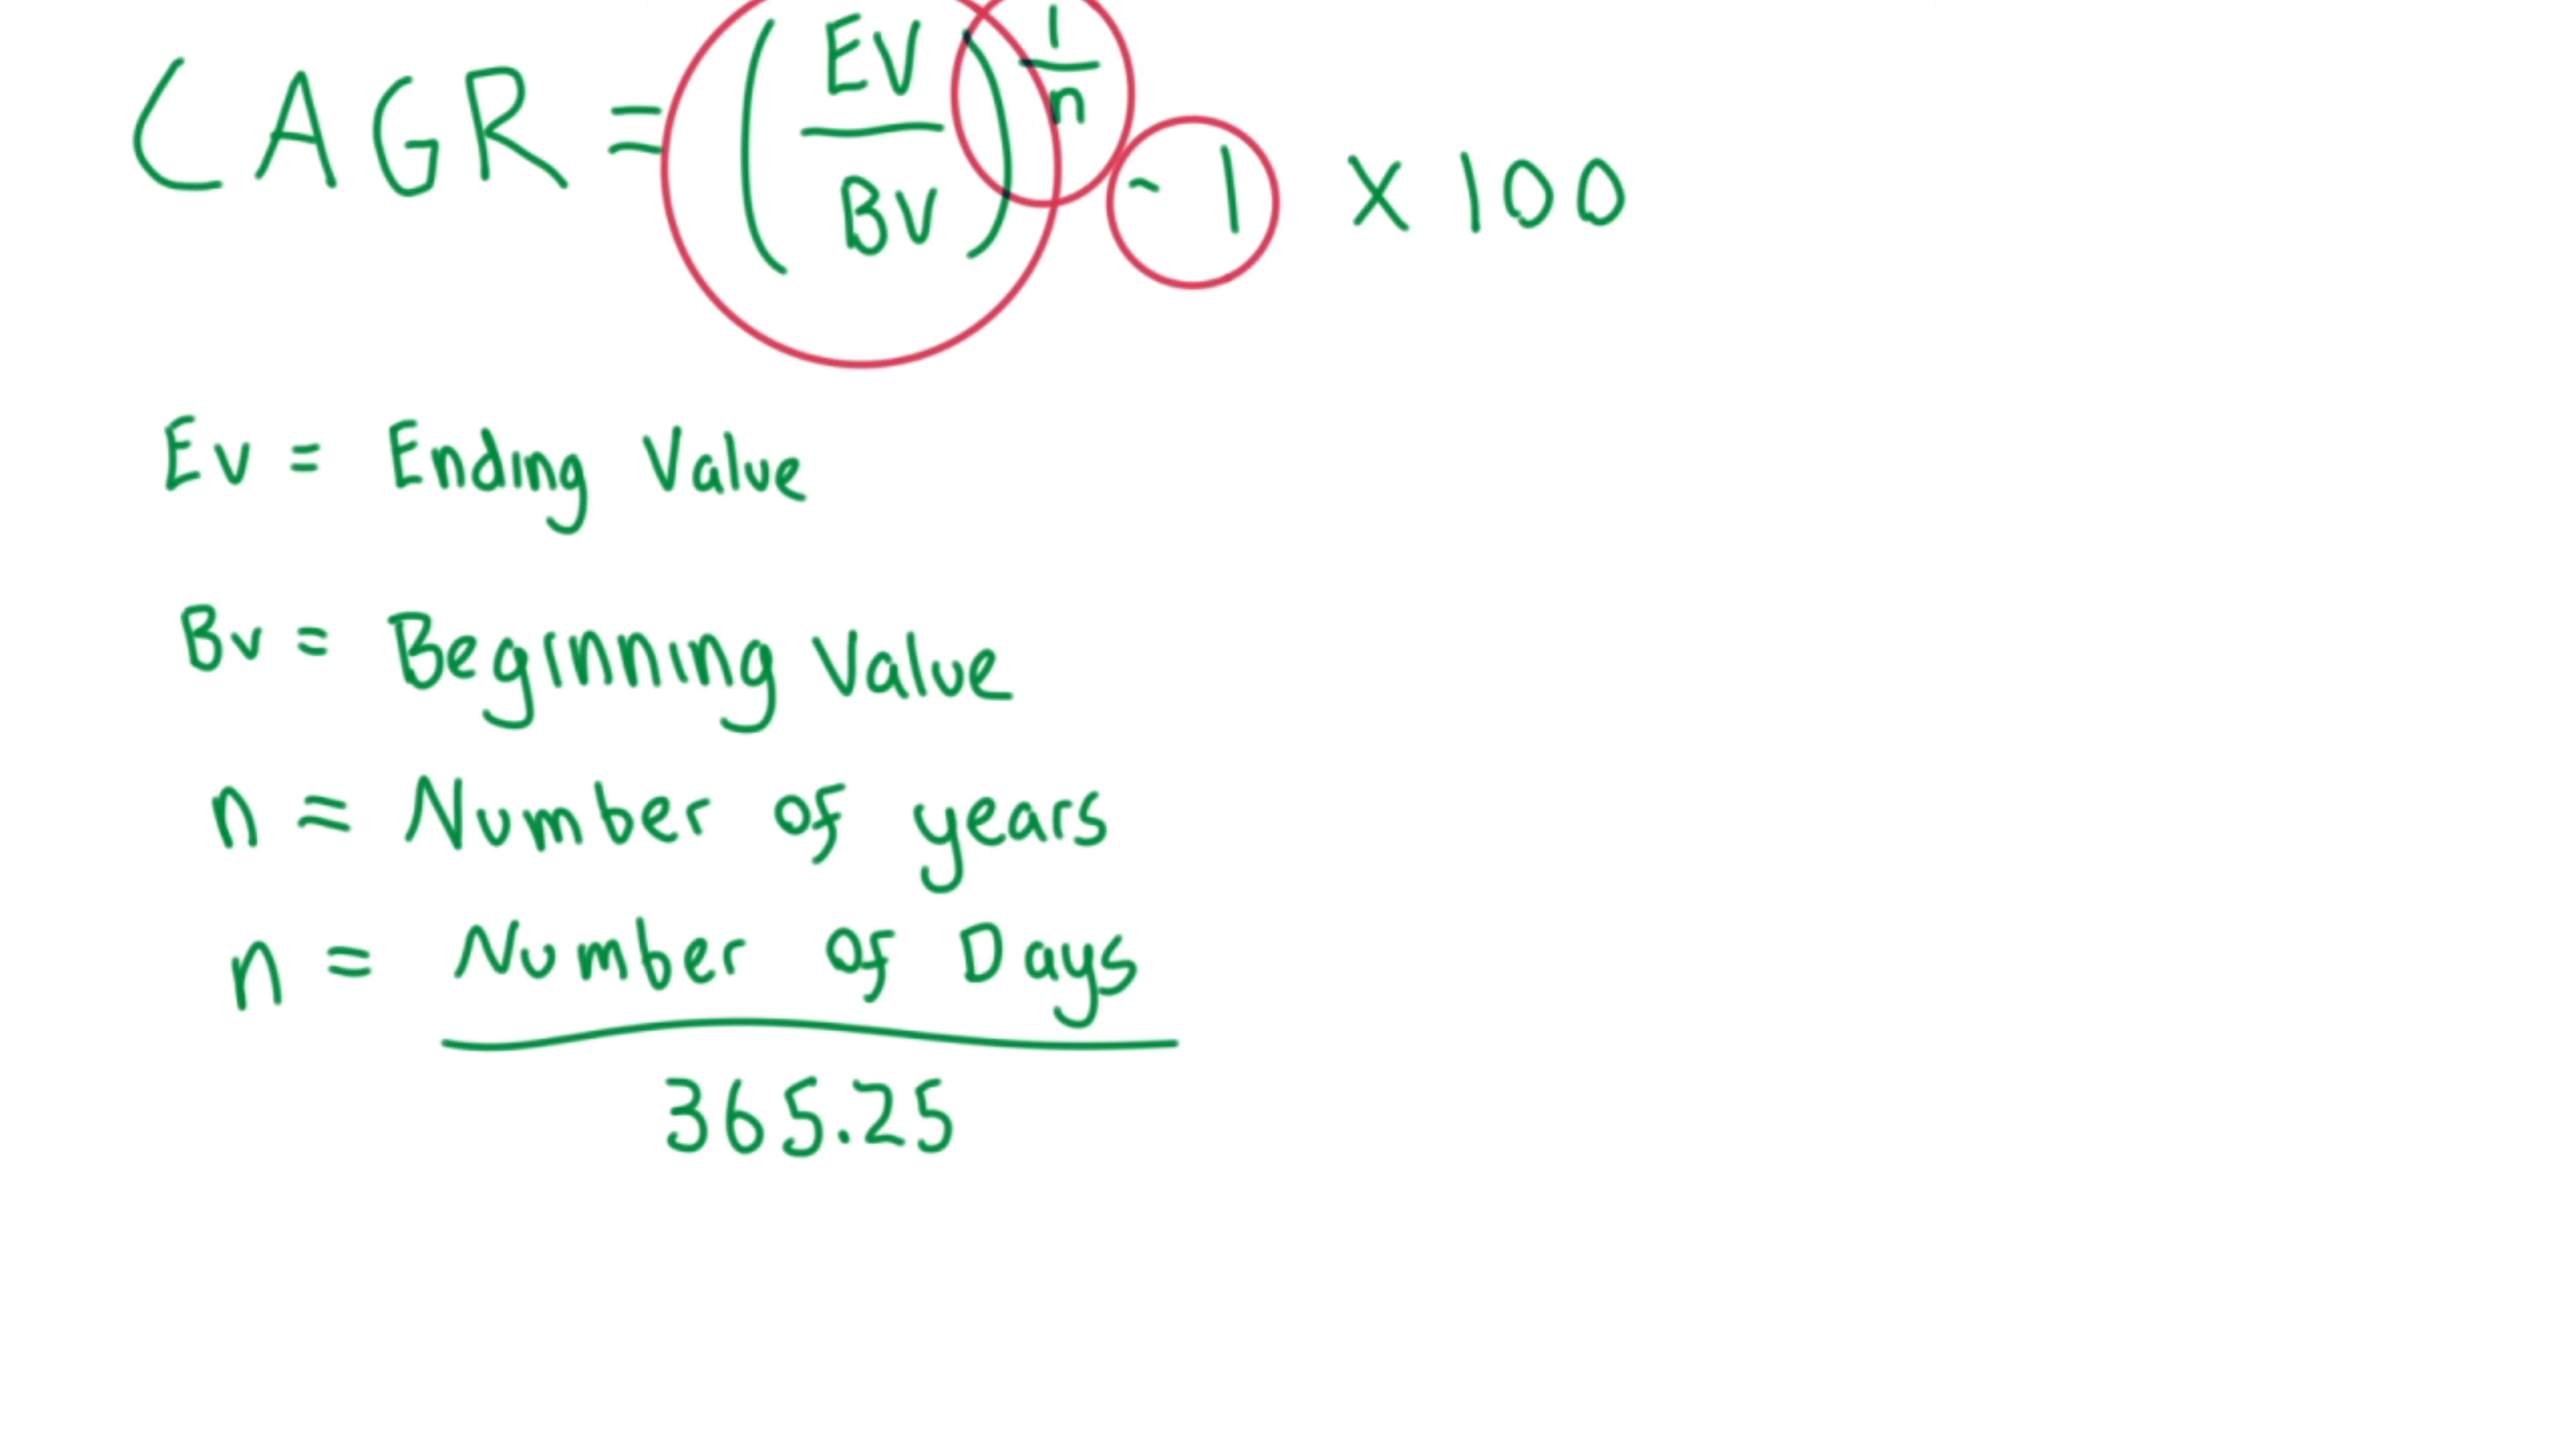 CAGR = (EV/BV)^1/n -1 x 100
Ev = Ending Value
Bv = Beginning Value
n = Number of years
n = Number of Days
365.25